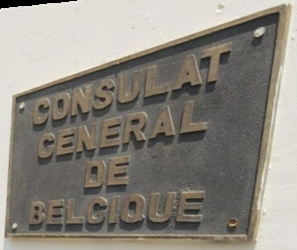 CONSULAT
GENERAL
DE
BELGIQUE